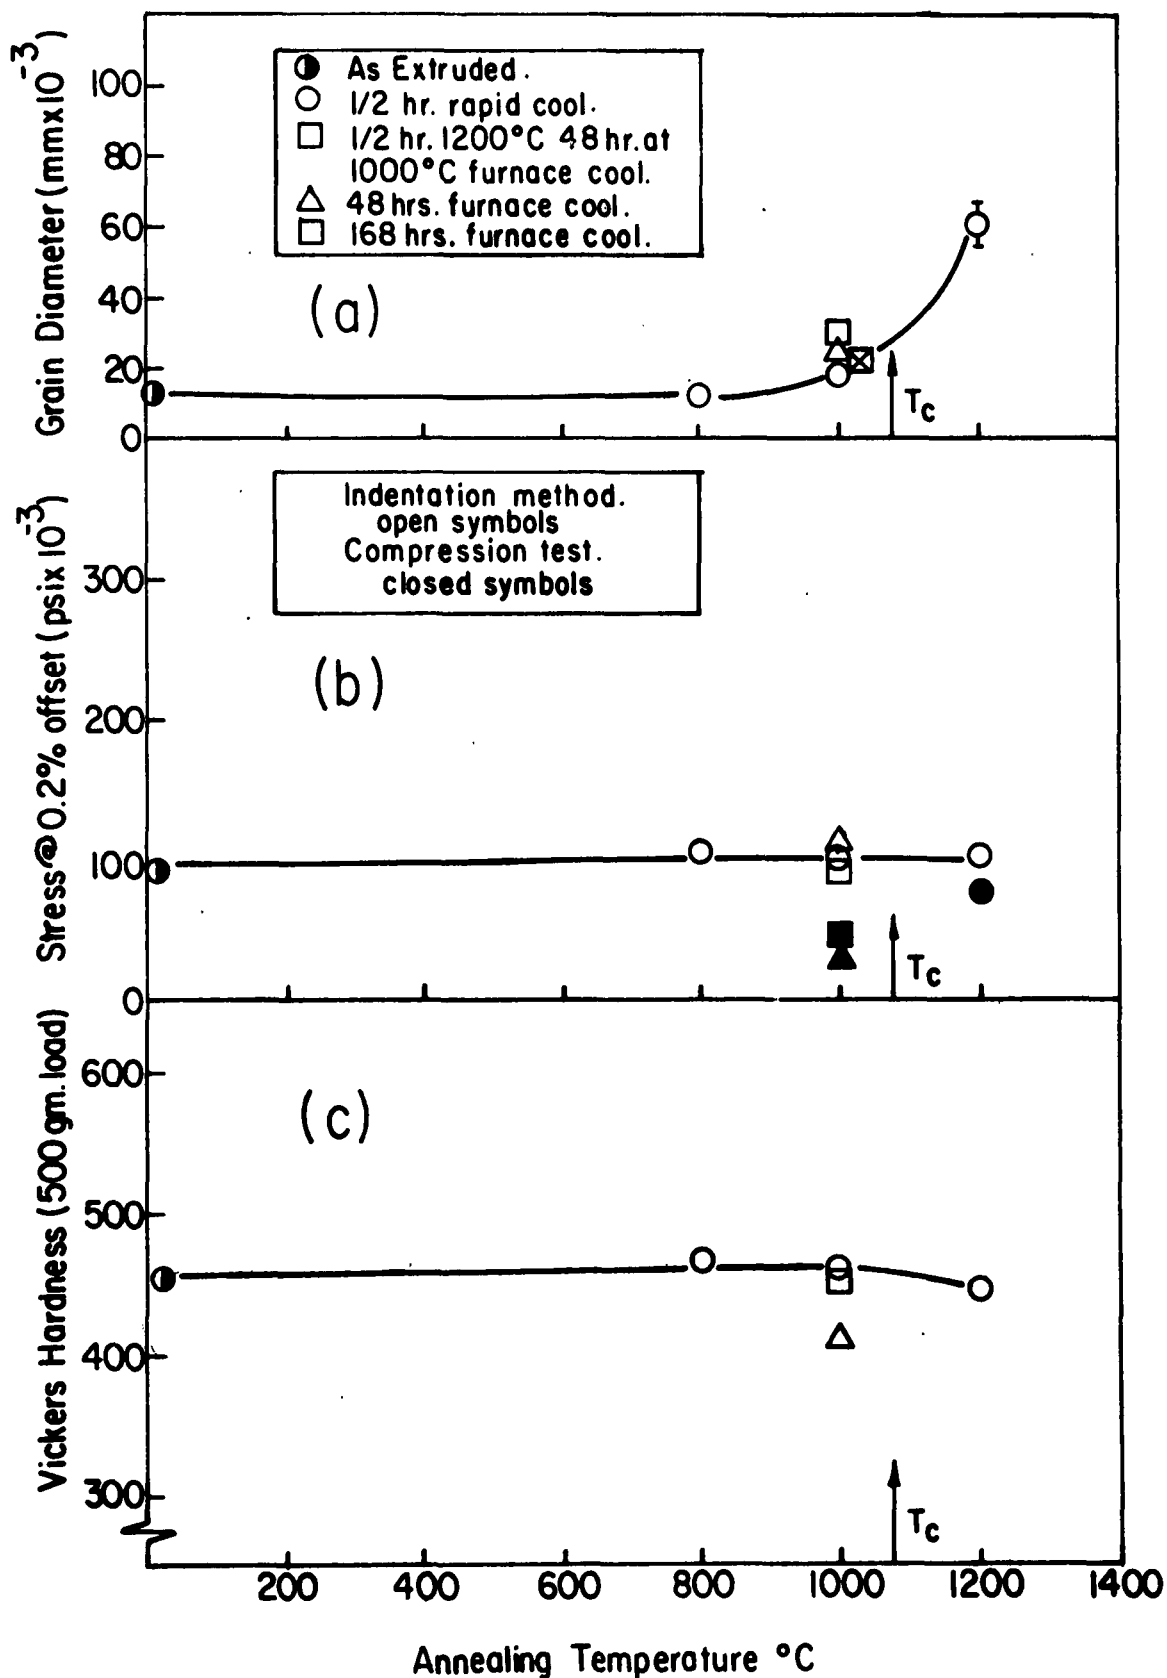 Grain Diameter (mm x 10⁻³)
100
80
60
40
20
0
As Extruded.
1/2 hr. rapid cool.
1/2 hr. 1200°C 48 hr. at
1000°C furnace cool.
48 hrs. furnace cool.
168 hrs. furnace cool.
(a)
Tc
Stress @ 0.2% offset (psi x 10⁻³)
300
200
100
0
Indentation method.
open symbols
Compression test.
closed symbols
(b)
Tc
Vickers Hardness (500 gm. load)
600
500
400
300
(c)
Tc
200 400 600 800 1000 1200 1400
Annealing Temperature °C